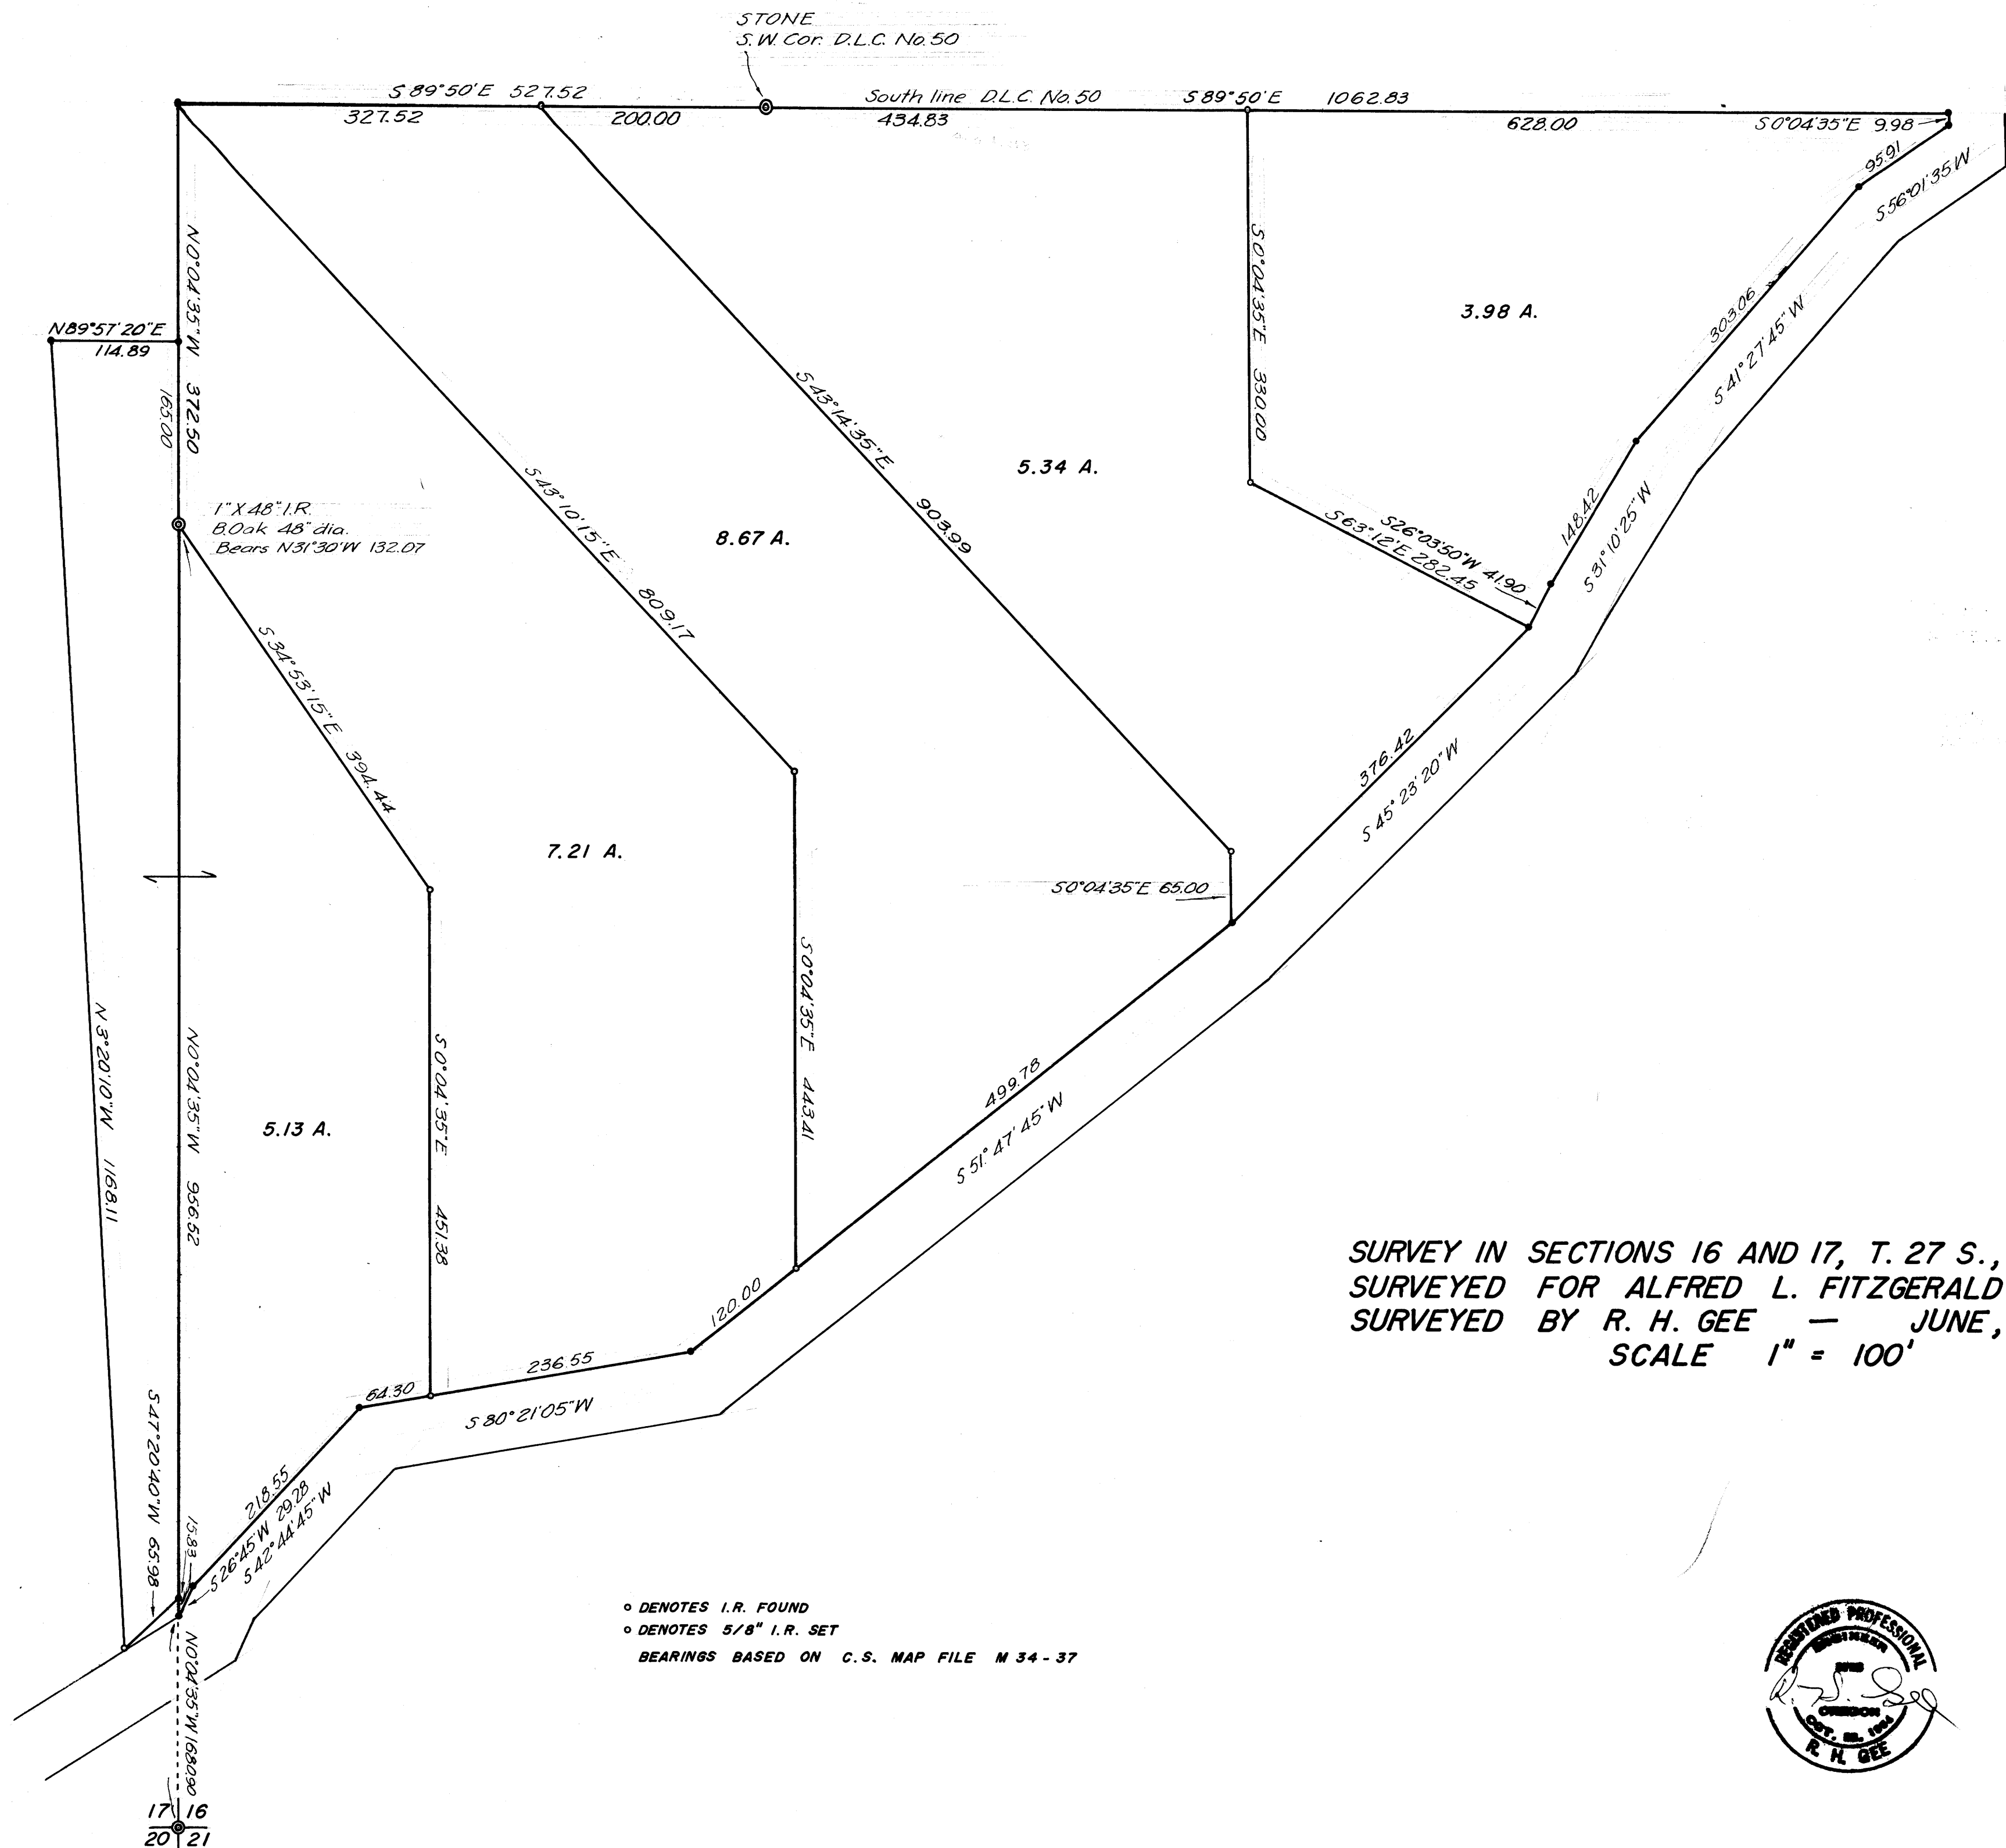 STONE
S.W. Cor. D.L.C. No. 50
S 89°50' E 527.52
327.52
200.00
South line D.L.C. No. 50
434.83
S 89°50' E 1062.83
628.00
S 0°04'35" E 9.98
95.91
S 56°01'35" W
N 0°04'35" W 372.50
N 89°57'20" E
114.89
165.00
S 0°04'35" E 330.00
3.98 A.
303.06
S 41°27'45" W
S 43°14'35" E 903.99
5.34 A.
1" X 48" I.R.
B.Oak 48" dia.
Bears N 31°30' W 132.07
S 43°10'15" E 809.17
8.67 A.
S 26°03'50" W 41.90
S 63°12' E 282.45
148.42
S 31°10'25" W
S 34°53'15" E 394.44
376.42
S 45°23'20" W
7.21 A.
S 0°04'35" E 65.00
N 3°20'10" W 1168.11
N 0°04'35" W 956.52
5.13 A.
S 0°04'35" E 451.38
S 0°04'35" E 443.41
499.78
S 51°47'45" W
120.00
236.55
64.30
S 80°21'05" W
SURVEY IN SECTIONS 16 AND 17, T. 27 S.,
SURVEYED FOR ALFRED L. FITZGERALD
SURVEYED BY R. H. GEE — JUNE,
SCALE 1" = 100'
S 47°20'40" W 65.98
15.83
218.55
S 26°45' W 29.28
S 42°44'45" W
o DENOTES I.R. FOUND
o DENOTES 5/8" I.R. SET
BEARINGS BASED ON C.S. MAP FILE M 34 - 37
N 0°04'35" W 1680.90
17 16
20 21
REGISTERED PROFESSIONAL
ENGINEER
OREGON
OCT. 1954
R. H. GEE